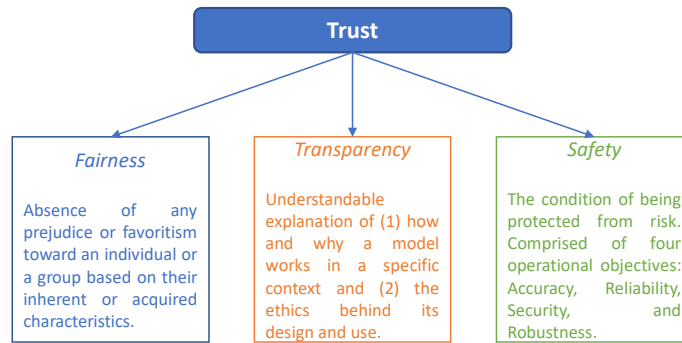 Trust
Fairness
Absence of any
prejudice or favoritism
toward an individual or
a group based on their
inherent or acquired
characteristics.
Transparency
Understandable
explanation of (1) how
and why a model
works in a specific
context and (2) the
ethics behind its
design and use.
Safety
The condition of being
protected from risk.
Comprised of four
operational objectives:
Accuracy, Reliability,
Security, and
Robustness.